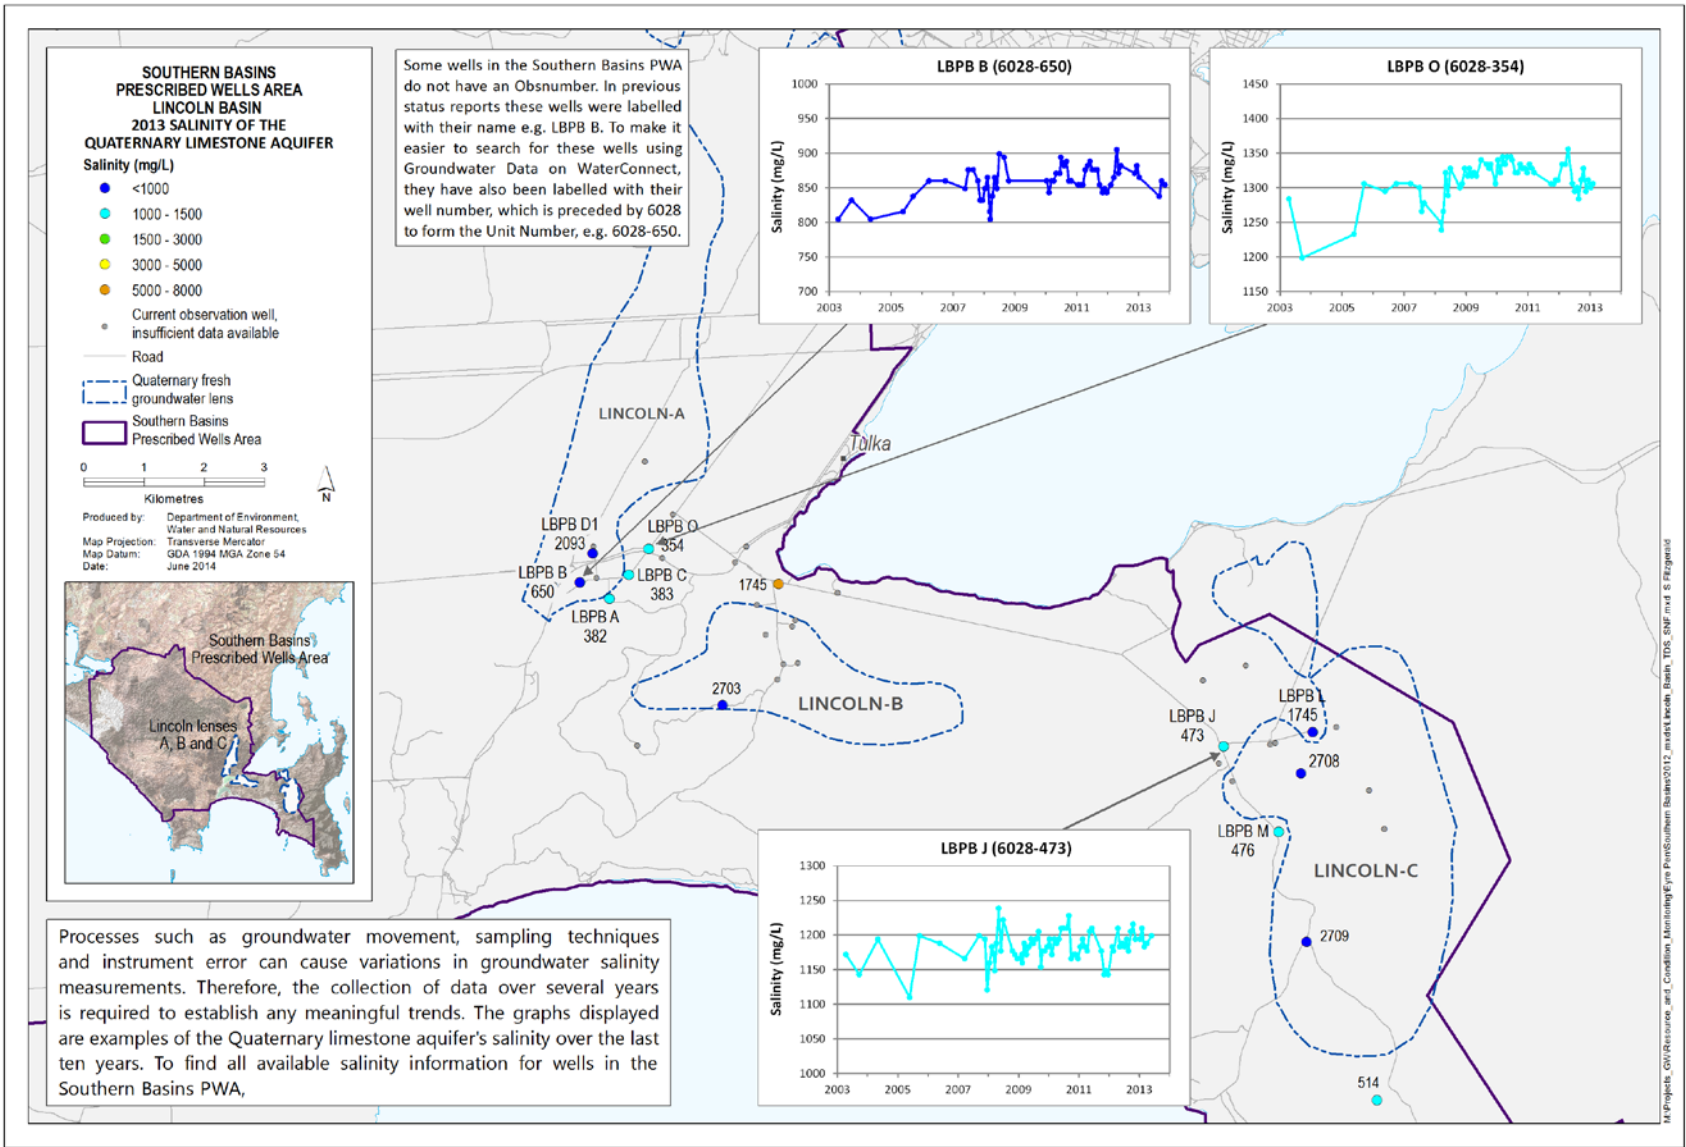 SOUTHERN BASINS
PRESCRIBED WELLS AREA
LINCOLN BASIN
2013 SALINITY OF THE
QUATERNARY LIMESTONE AQUIFER
Salinity (mg/L)
<1000
1000 - 1500
1500 - 3000
3000 - 5000
5000 - 8000
Current observation well,
insufficient data available
Road
Quaternary fresh
groundwater lens
Southern Basins
Prescribed Wells Area
0 1 2 3
Kilometres
N
Produced by: Department of Environment,
Water and Natural Resources
Map Projection: Transverse Mercator
Map Datum: GDA 1994 MGA Zone 54
Date: June 2014
Southern Basins
Prescribed Wells Area
Lincoln lenses
A, B and C
Some wells in the Southern Basins PWA
do not have an Obsnumber. In previous
status reports these wells were labelled
with their name e.g. LBPB B. To make it
easier to search for these wells using
Groundwater Data on WaterConnect,
they have also been labelled with their
well number, which is preceded by 6028
to form the Unit Number, e.g. 6028-650.
LBPB B (6028-650)
Salinity (mg/L)
1000
950
900
850
800
750
700
2003 2005 2007 2009 2011 2013
LBPB O (6028-354)
Salinity (mg/L)
1450
1400
1350
1300
1250
1200
1150
2003 2005 2007 2009 2011 2013
LINCOLN-A
Tulka
LBPB D1
2093
LBPB O
354
LBPB B
650
LBPB C
383
LBPB A
382
1745
2703
LINCOLN-B
LBPB J
473
LBPB L
1745
2708
LBPB M
476
LINCOLN-C
2709
514
LBPB J (6028-473)
Salinity (mg/L)
1300
1250
1200
1150
1100
1050
1000
2003 2005 2007 2009 2011 2013
Processes such as groundwater movement, sampling techniques
and instrument error can cause variations in groundwater salinity
measurements. Therefore, the collection of data over several years
is required to establish any meaningful trends. The graphs displayed
are examples of the Quaternary limestone aquifer's salinity over the last
ten years. To find all available salinity information for wells in the
Southern Basins PWA,